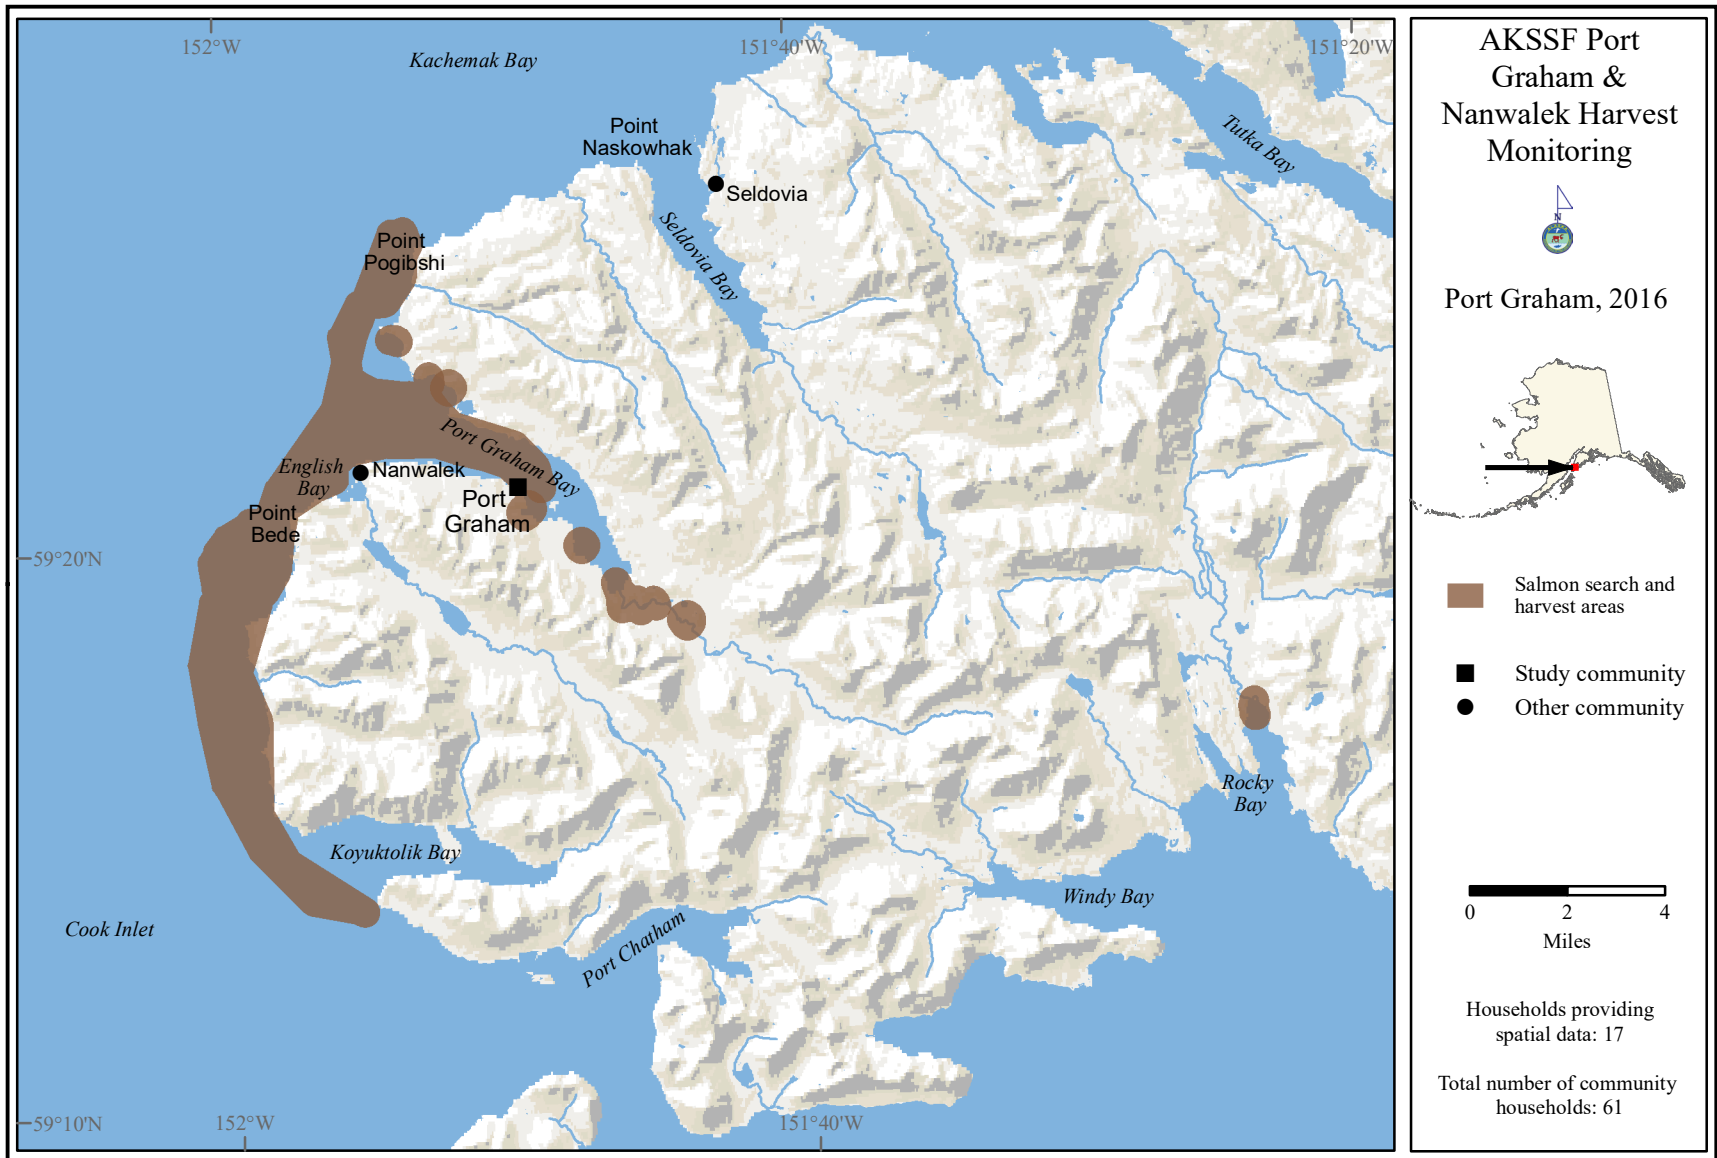 152°W
151°40'W
151°20'W
Kachemak Bay
Point
Naskowhak
Seldovia
Tutka Bay
Seldovia Bay
Point
Pogibshi
Port Graham Bay
English
Bay
Nanwalek
Port
Graham
Point
Bede
59°20'N
Rocky
Bay
Koyuktolik Bay
Windy Bay
Cook Inlet
Port Chatham
59°10'N
152°W
151°40'W
AKSSF Port
Graham &
Nanwalek Harvest
Monitoring
N
Port Graham, 2016
Salmon search and
harvest areas
Study community
Other community
0 2 4
Miles
Households providing
spatial data: 17
Total number of community
households: 61